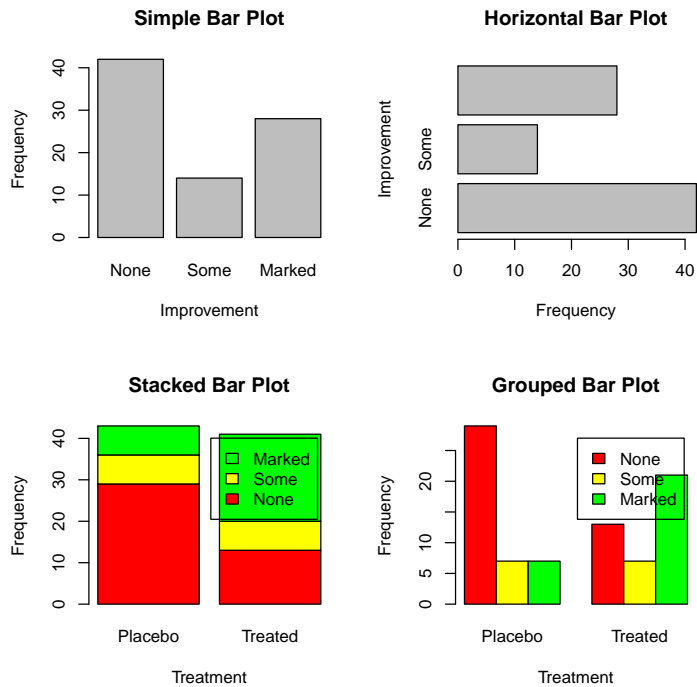 Simple Bar Plot
Frequency
40
30
20
10
0
None Some Marked
Improvement
Horizontal Bar Plot
Improvement
Some
None
0 10 20 30 40
Frequency
Stacked Bar Plot
Frequency
40
30
20
10
0
Marked
Some
None
Placebo Treated
Treatment
Grouped Bar Plot
Frequency
20
10
5
0
None
Some
Marked
Placebo Treated
Treatment